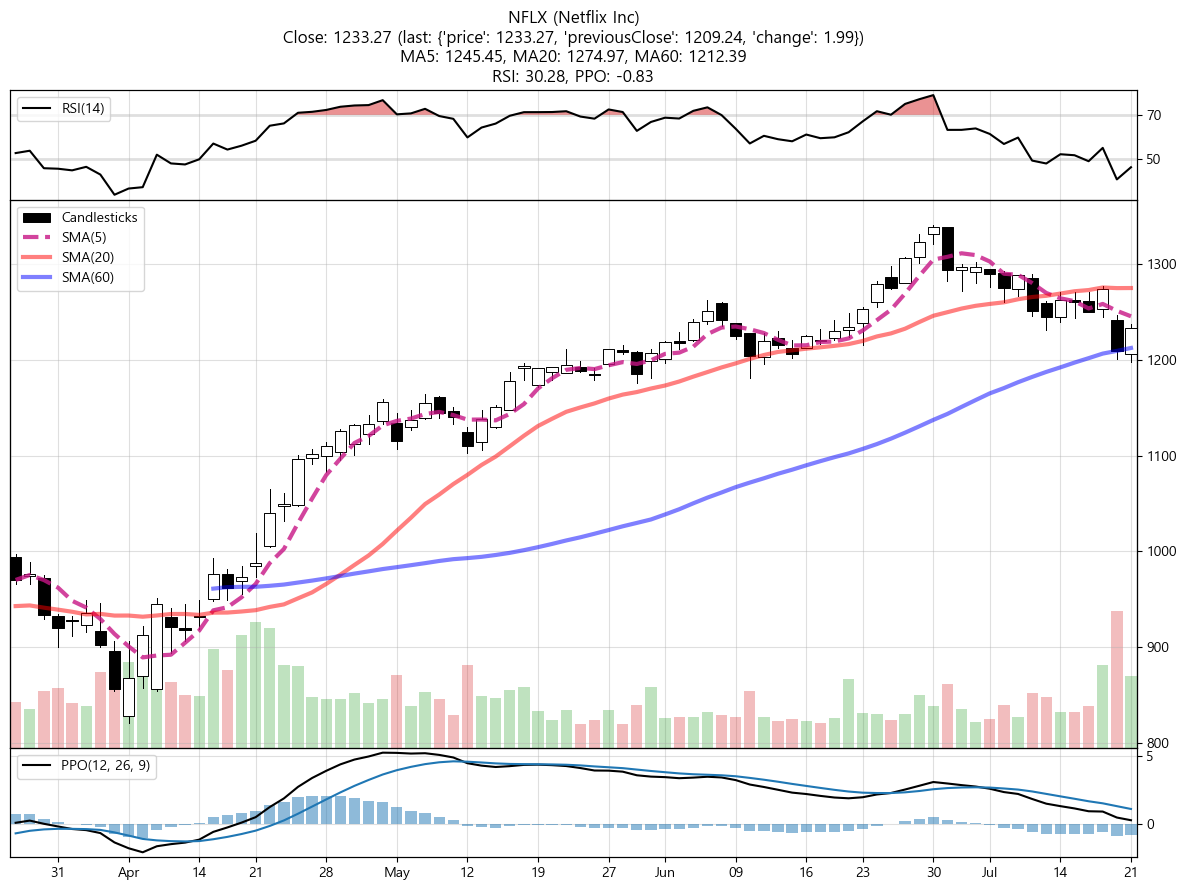 NFLX (Netflix Inc)
Close: 1233.27 (last: {'price': 1233.27, 'previousClose': 1209.24, 'change': 1.99})
MA5: 1245.45, MA20: 1274.97, MA60: 1212.39
RSI: 30.28, PPO: -0.83
RSI(14)
70
50
Candlesticks
SMA(5)
SMA(20)
SMA(60)
1300
1200
1100
1000
900
800
PPO(12, 26, 9)
5
0
31 Apr 14 21 28 May 12 19 27 Jun 09 16 23 30 Jul 14 21